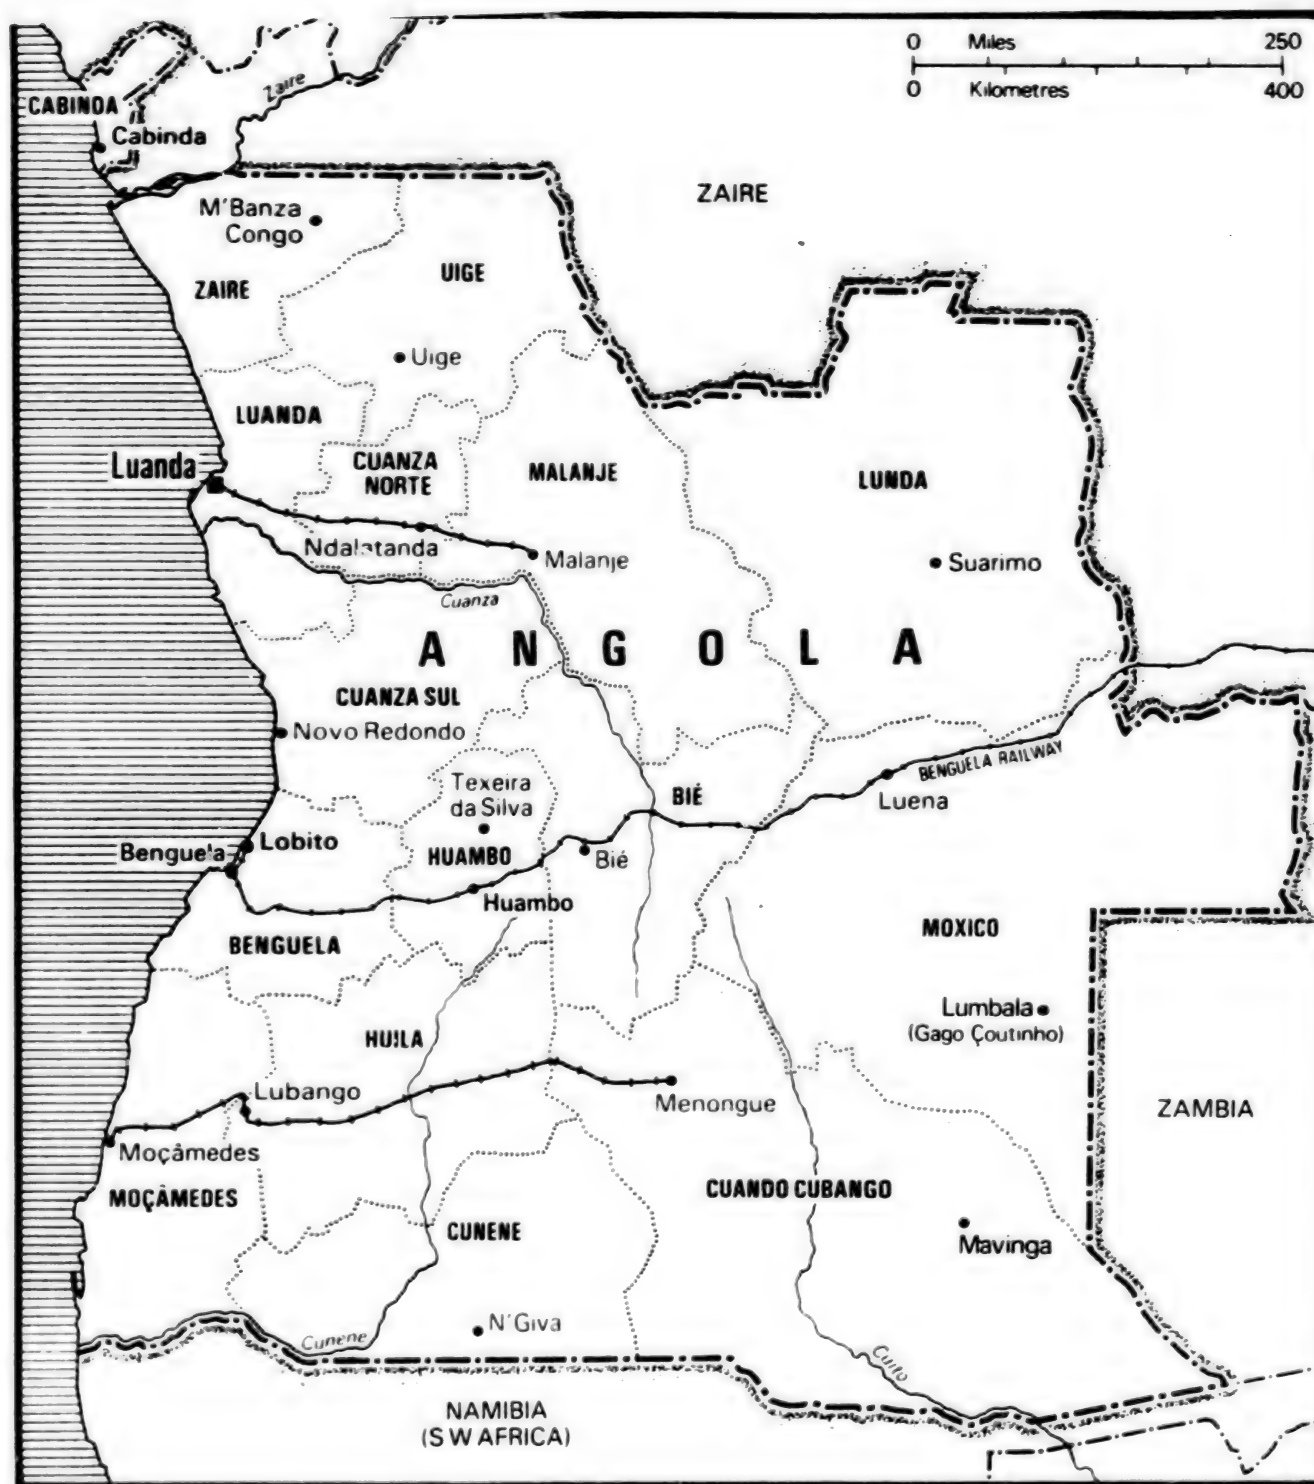 0 Miles 250
0 Kilometres 400
Zaire
CABINDA
Cabinda
ZAIRE
M'Banza
Congo
UIGE
ZAIRE
Uige
LUANDA
Luanda
CUANZA
NORTE
MALANJE
LUNDA
Ndalatanda
Malanje
Suarimo
Cuanza
ANGOLA
CUANZA SUL
Novo Redondo
BENGUELA RAILWAY
Texeira
da Silva
BIÉ
Luena
Lobito
Benguela
HUAMBO
Bié
Huambo
BENGUELA
MOXICO
Lumbala
(Gago Çoutinho)
HUILA
Lubango
Menongue
ZAMBIA
Moçâmedes
MOÇÂMEDES
CUANDO CUBANGO
CUNENE
Mavinga
N'Giva
Cunene
Cuito
NAMIBIA
(S W AFRICA)